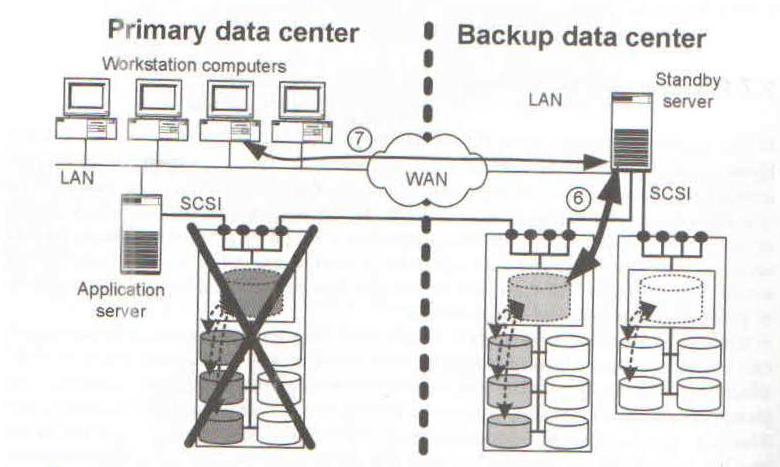 Primary data center
Backup data center
Workstation computers
LAN
Standby
server
7
WAN
LAN
SCSI
6
SCSI
Application
server